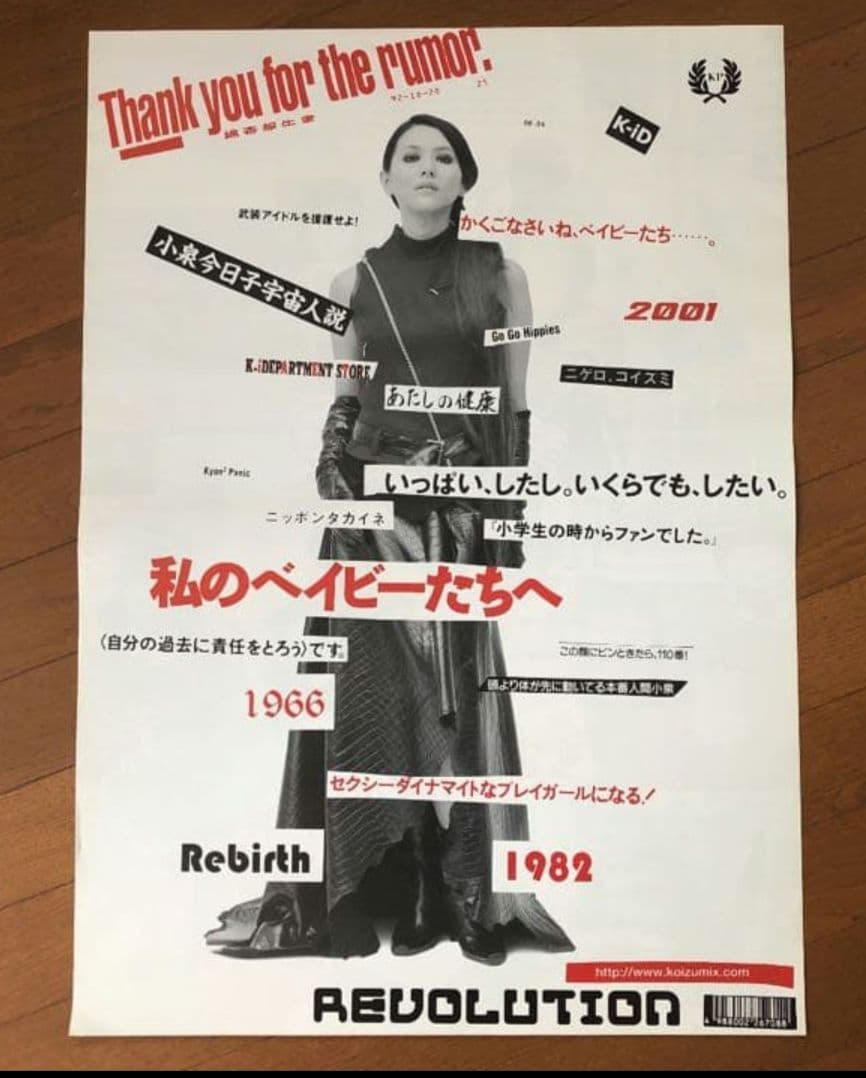 Thank you for the rumor.
92-10-20
21
KP
K-iD
武装アイドルを援護せよ!
かくごなさいね、ベイビーたち……。
小泉今日子宇宙人説
2001
Go Go Hippies
K-iDEPARTMENT STORE
ニゲロ、コイズミ
あたしの健康
Kyon² Panic
いっぱい、したし。いくらでも、したい。
ニッポンタカイネ
「小学生の時からファンでした。」
私のベイビーたちへ
〈自分の過去に責任をとろう〉です。
この顔にピンときたら、110番!
頭より体が先に動いてる本番人間小泉
1966
セクシーダイナマイトなプレイガールになる!
Rebirth
1982
http://www.koizumix.com
REVOLUTION